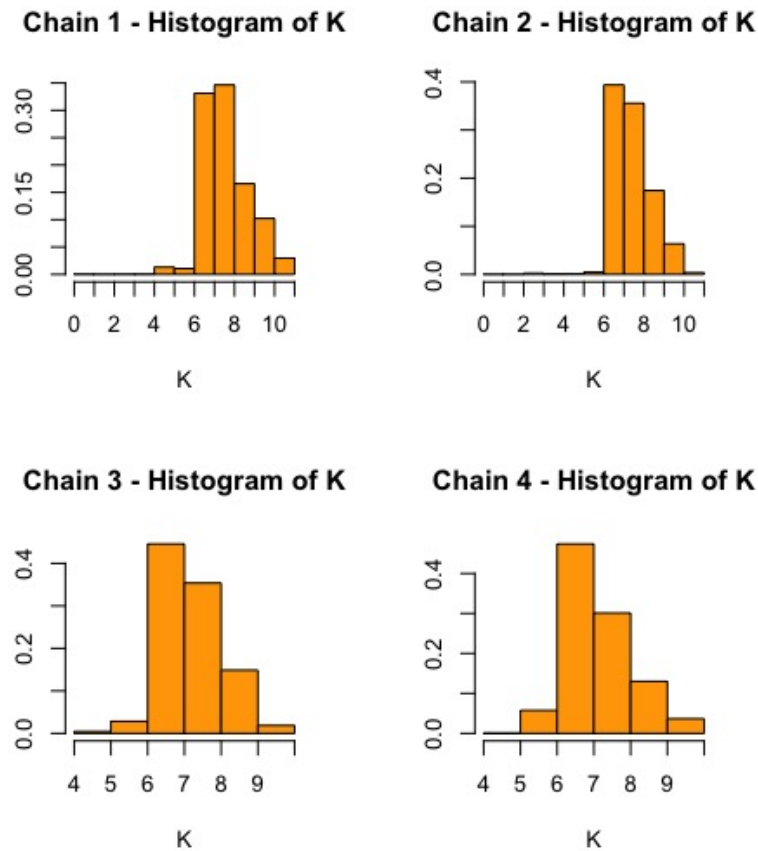 Chain 1 - Histogram of K
0.30
0.15
0.00
0 2 4 6 8 10
K
Chain 2 - Histogram of K
0.4
0.2
0.0
0 2 4 6 8 10
K
Chain 3 - Histogram of K
0.4
0.2
0.0
4 5 6 7 8 9
K
Chain 4 - Histogram of K
0.4
0.2
0.0
4 5 6 7 8 9
K